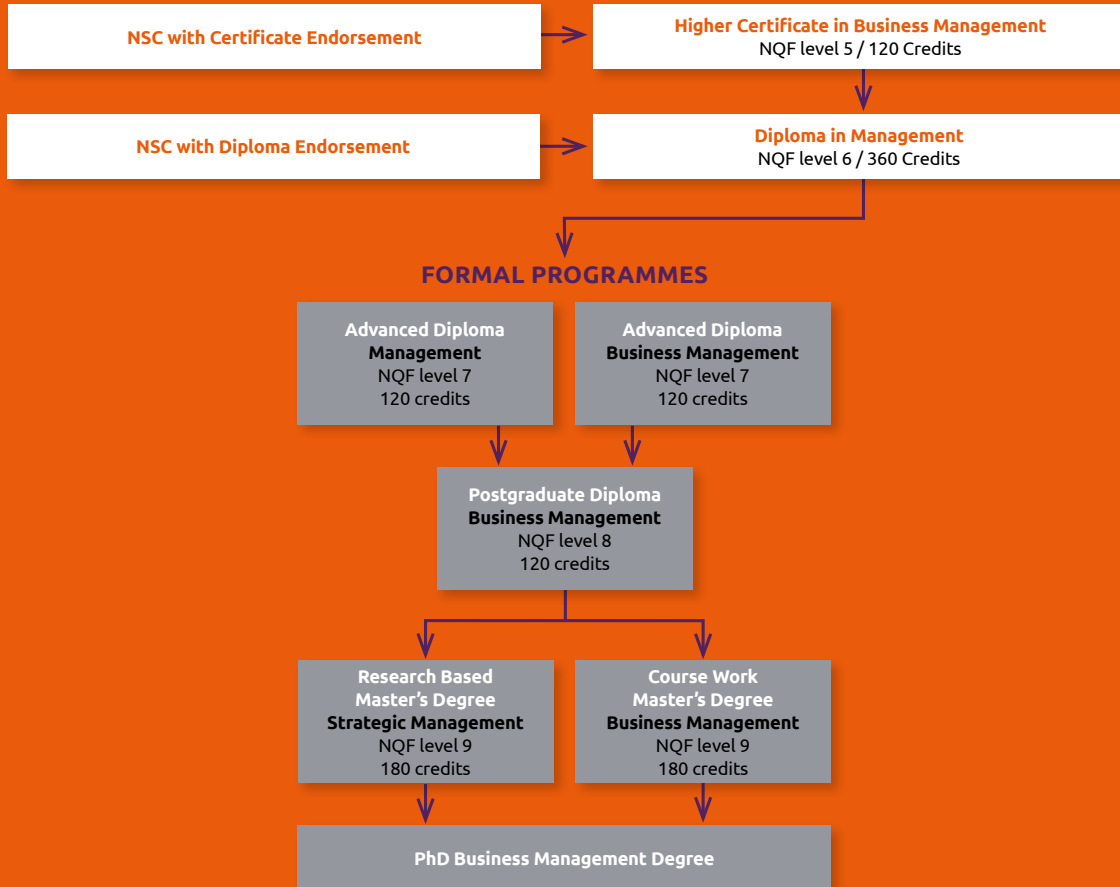 NSC with Certificate Endorsement
Higher Certificate in Business Management
NQF level 5 / 120 Credits
NSC with Diploma Endorsement
Diploma in Management
NQF level 6 / 360 Credits
FORMAL PROGRAMMES
Advanced Diploma
Management
NQF level 7
120 credits
Advanced Diploma
Business Management
NQF level 7
120 credits
Postgraduate Diploma
Business Management
NQF level 8
120 credits
Research Based
Master's Degree
Strategic Management
NQF level 9
180 credits
Course Work
Master's Degree
Business Management
NQF level 9
180 credits
PhD Business Management Degree